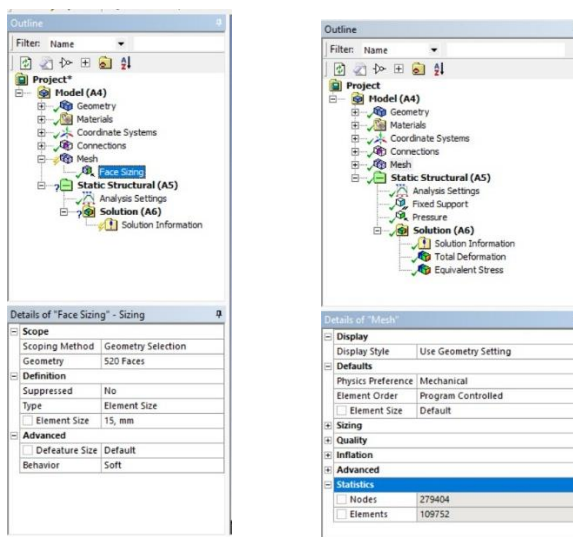 Outline
Filter: Name
Project*
Model (A4)
Geometry
Materials
Coordinate Systems
Connections
Mesh
Face Sizing
Static Structural (A5)
Analysis Settings
Solution (A6)
Solution Information
Details of "Face Sizing" - Sizing
Scope
Scoping Method Geometry Selection
Geometry 520 Faces
Definition
Suppressed No
Type Element Size
Element Size 15, mm
Advanced
Defeature Size Default
Behavior Soft
Outline
Filter: Name
Project
Model (A4)
Geometry
Materials
Coordinate Systems
Connections
Mesh
Static Structural (A5)
Analysis Settings
Fixed Support
Pressure
Solution (A6)
Solution Information
Total Deformation
Equivalent Stress
Details of "Mesh"
Display
Display Style Use Geometry Setting
Defaults
Physics Preference Mechanical
Element Order Program Controlled
Element Size Default
Sizing
Quality
Inflation
Advanced
Statistics
Nodes 279404
Elements 109752